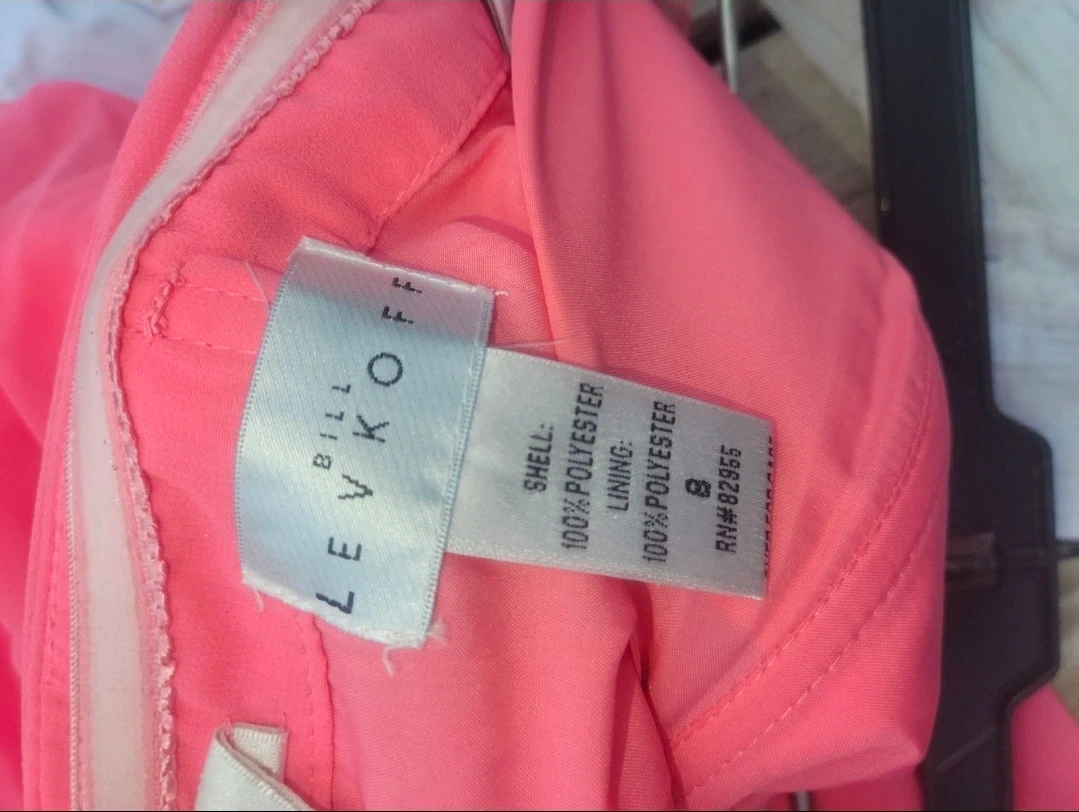 BILL
LEVKOFF
SHELL:
100%POLYESTER
LINING:
100%POLYESTER
8
RN#82955